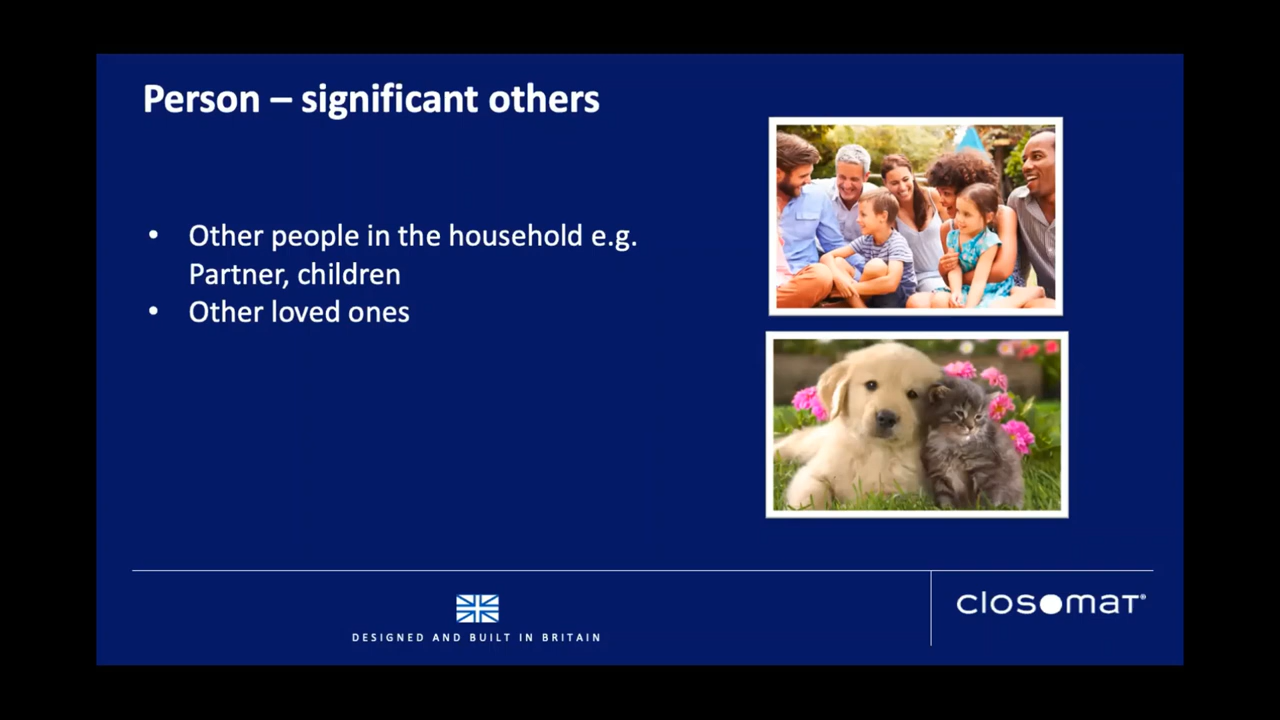 Person – significant others
• Other people in the household e.g.
Partner, children
• Other loved ones
DESIGNED AND BUILT IN BRITAIN
closomat®